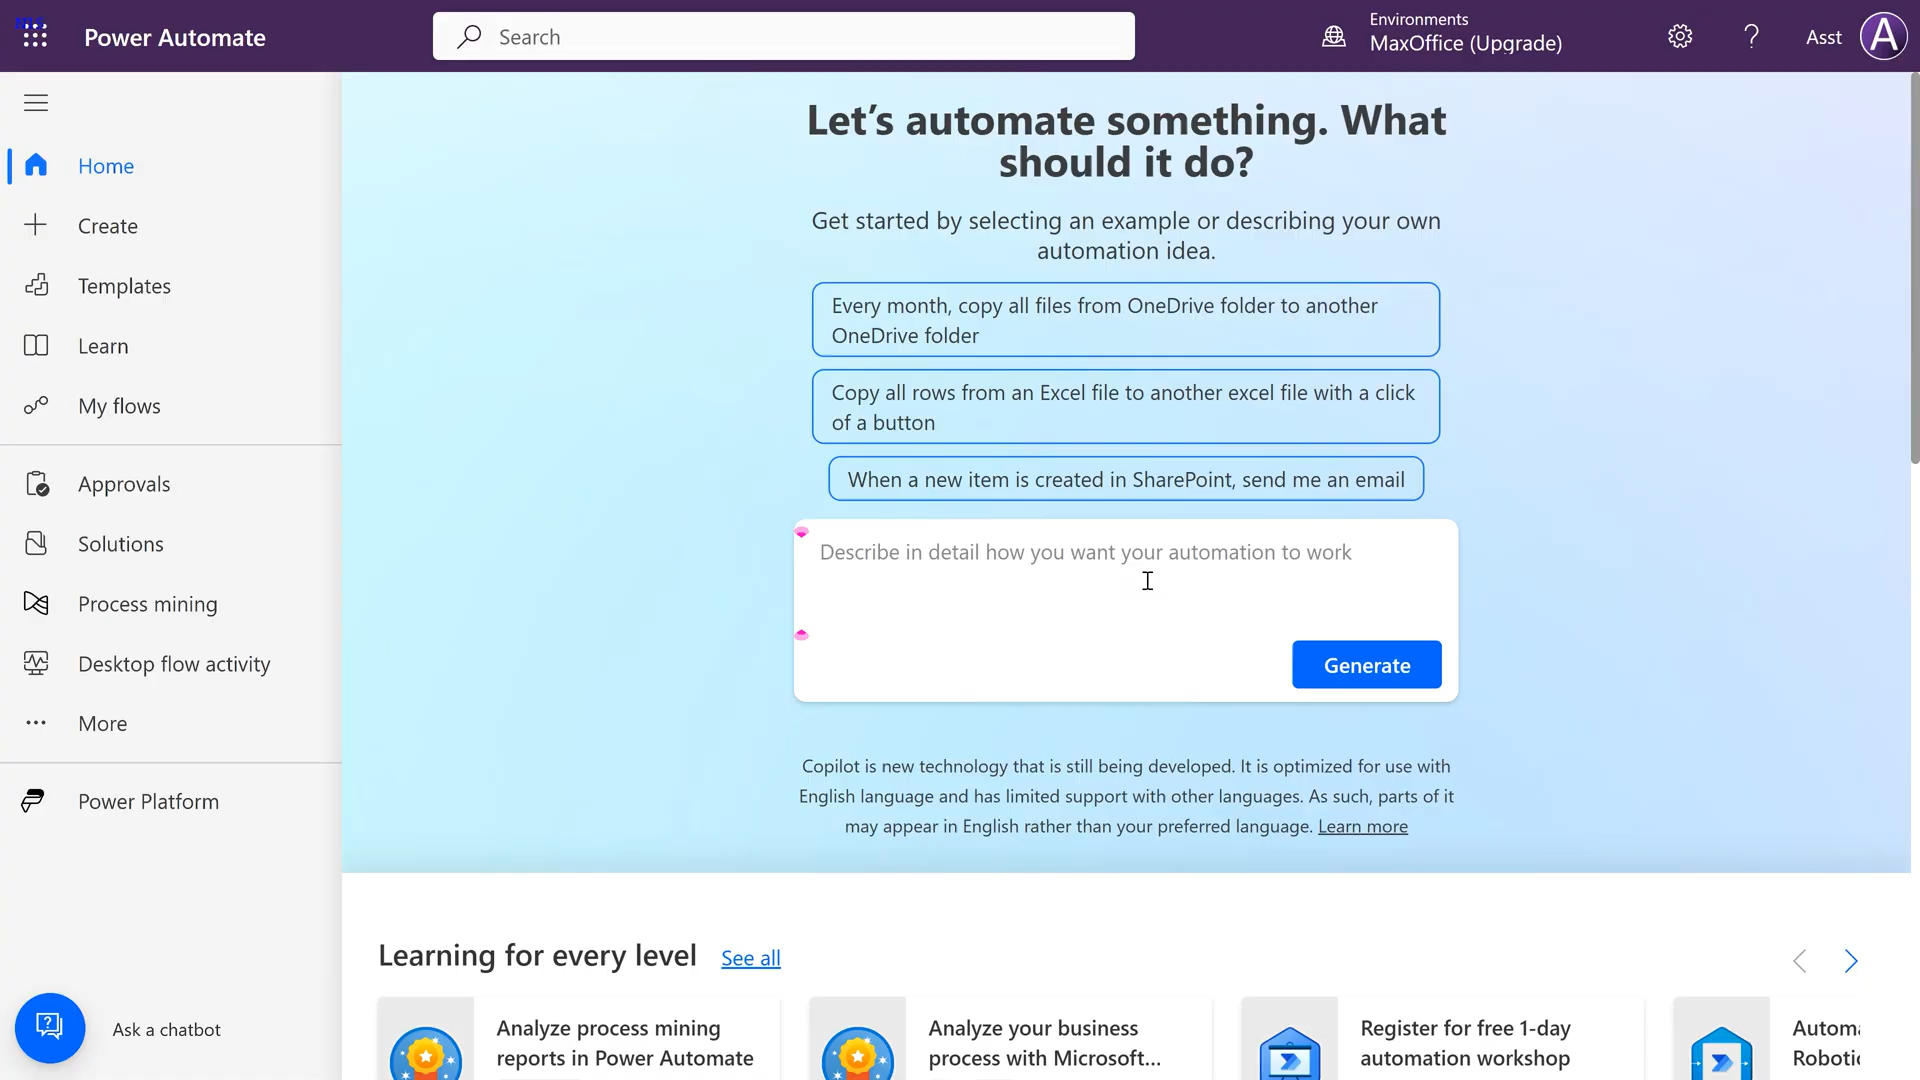 Power Automate
Search
Environments
MaxOffice (Upgrade)
?
Asst
A
Home
Create
Templates
Learn
My flows
Approvals
Solutions
Process mining
Desktop flow activity
More
Power Platform
Ask a chatbot
Let’s automate something. What
should it do?
Get started by selecting an example or describing your own
automation idea.
Every month, copy all files from OneDrive folder to another
OneDrive folder
Copy all rows from an Excel file to another excel file with a click
of a button
When a new item is created in SharePoint, send me an email
Describe in detail how you want your automation to work
Generate
Copilot is new technology that is still being developed. It is optimized for use with
English language and has limited support with other languages. As such, parts of it
may appear in English rather than your preferred language. Learn more
Learning for every level See all
Analyze process mining
reports in Power Automate
Analyze your business
process with Microsoft...
Register for free 1-day
automation workshop